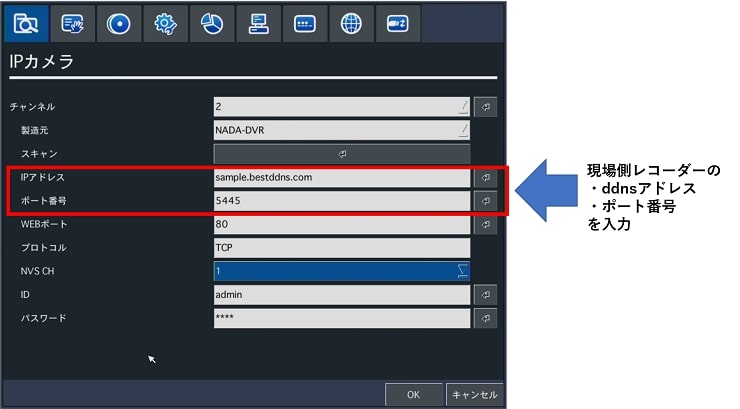 IPカメラ
チャンネル 2
製造元 NADA-DVR
スキャン
IPアドレス sample.bestddns.com
ポート番号 5445
WEBポート 80
プロトコル TCP
NVS CH 1
ID admin
パスワード ****
OK キャンセル
現場側レコーダーの
・ddnsアドレス
・ポート番号
を入力